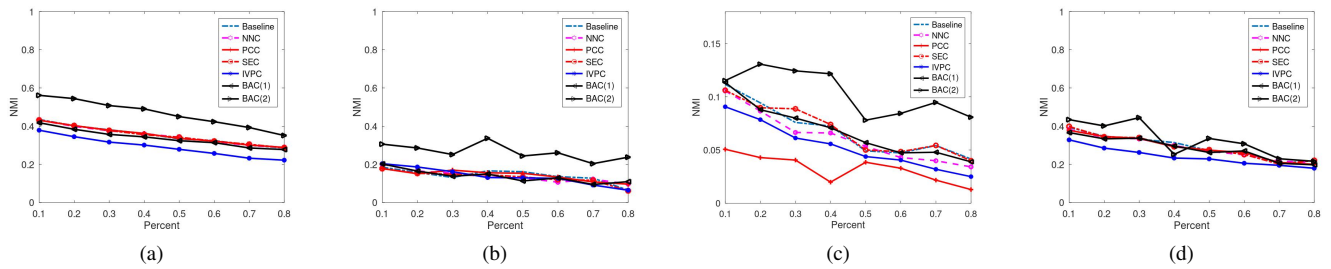 1
0.8
0.6
0.4
0.2
0
NMI
0.1 0.2 0.3 0.4 0.5 0.6 0.7 0.8
Percent
Baseline
NNC
PCC
SEC
IVPC
BAC(1)
BAC(2)
(a)
1
0.8
0.6
0.4
0.2
0
NMI
0.1 0.2 0.3 0.4 0.5 0.6 0.7 0.8
Percent
Baseline
NNC
PCC
SEC
IVPC
BAC(1)
BAC(2)
(b)
0.15
0.1
0.05
0
NMI
0.1 0.2 0.3 0.4 0.5 0.6 0.7 0.8
Percent
Baseline
NNC
PCC
SEC
IVPC
BAC(1)
BAC(2)
(c)
1
0.8
0.6
0.4
0.2
0
NMI
0.1 0.2 0.3 0.4 0.5 0.6 0.7 0.8
Percent
Baseline
NNC
PCC
SEC
IVPC
BAC(1)
BAC(2)
(d)